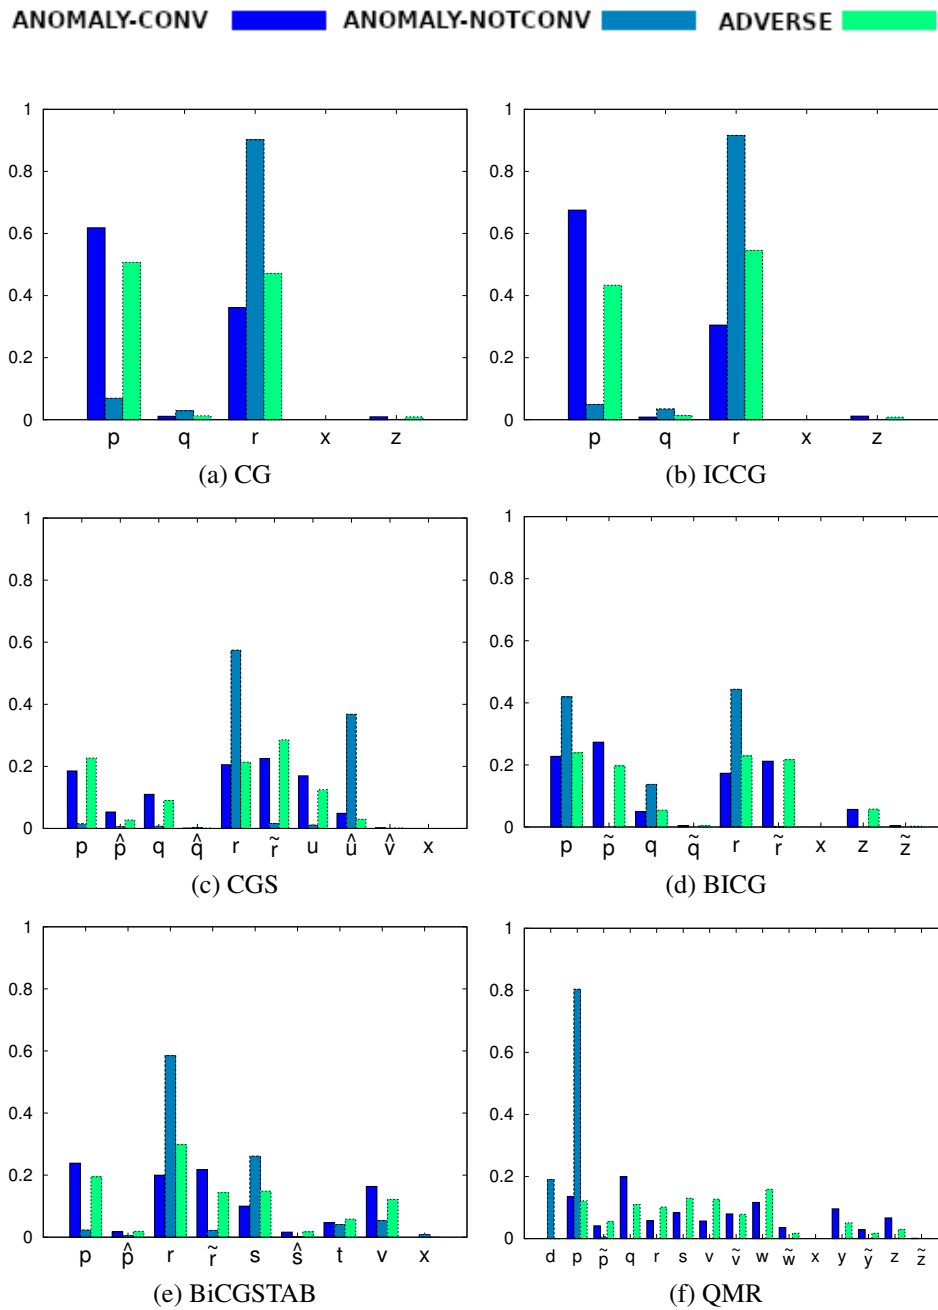 ANOMALY-CONV ANOMALY-NOTCONV ADVERSE
1 1
0.8 0.8
0.6 0.6
0.4 0.4
0.2 0.2
0 0
p q r x z p q r x z
(a) CG (b) ICCG
1 1
0.8 0.8
0.6 0.6
0.4 0.4
0.2 0.2
0 0
p p̂ q q̂ r r̃ u û v̂ x p p̃ q q̃ r r̃ x z z̃
(c) CGS (d) BICG
1 1
0.8 0.8
0.6 0.6
0.4 0.4
0.2 0.2
0 0
p p̂ r r̃ s ŝ t v x d p p̃ q r s v ṽ w w̃ x y ỹ z z̃
(e) BiCGSTAB (f) QMR